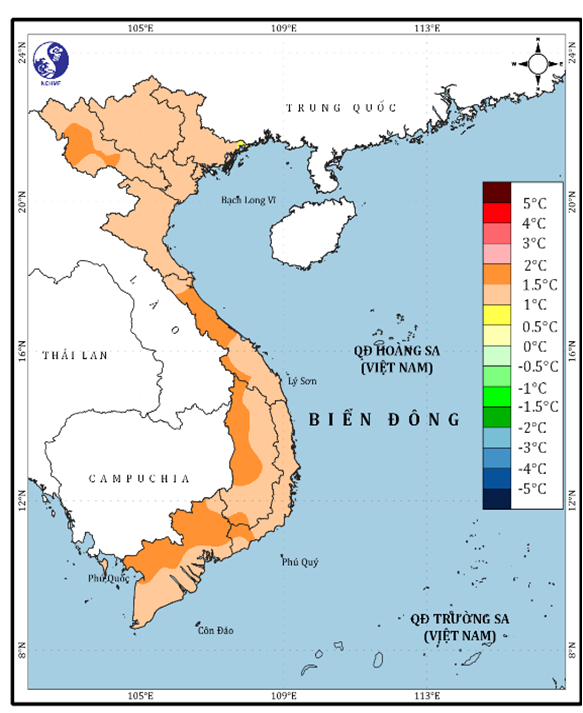 105°E 109°E 113°E
24°N 24°N
NCHMF
W N E S
TRUNG QUỐC
20°N 20°N
Bạch Long Vĩ
5°C
4°C
3°C
2°C
1.5°C
1°C
0.5°C
0°C
-0.5°C
-1°C
-1.5°C
-2°C
-3°C
-4°C
-5°C
LÀO
16°N 16°N
THÁI LAN
QĐ HOÀNG SA
(VIỆT NAM)
Lý Sơn
BIỂN ĐÔNG
CAMPUCHIA
12°N 12°N
Phú Quý
Phú Quốc
QĐ TRƯỜNG SA
(VIỆT NAM)
Côn Đảo
8°N 8°N
105°E 109°E 113°E